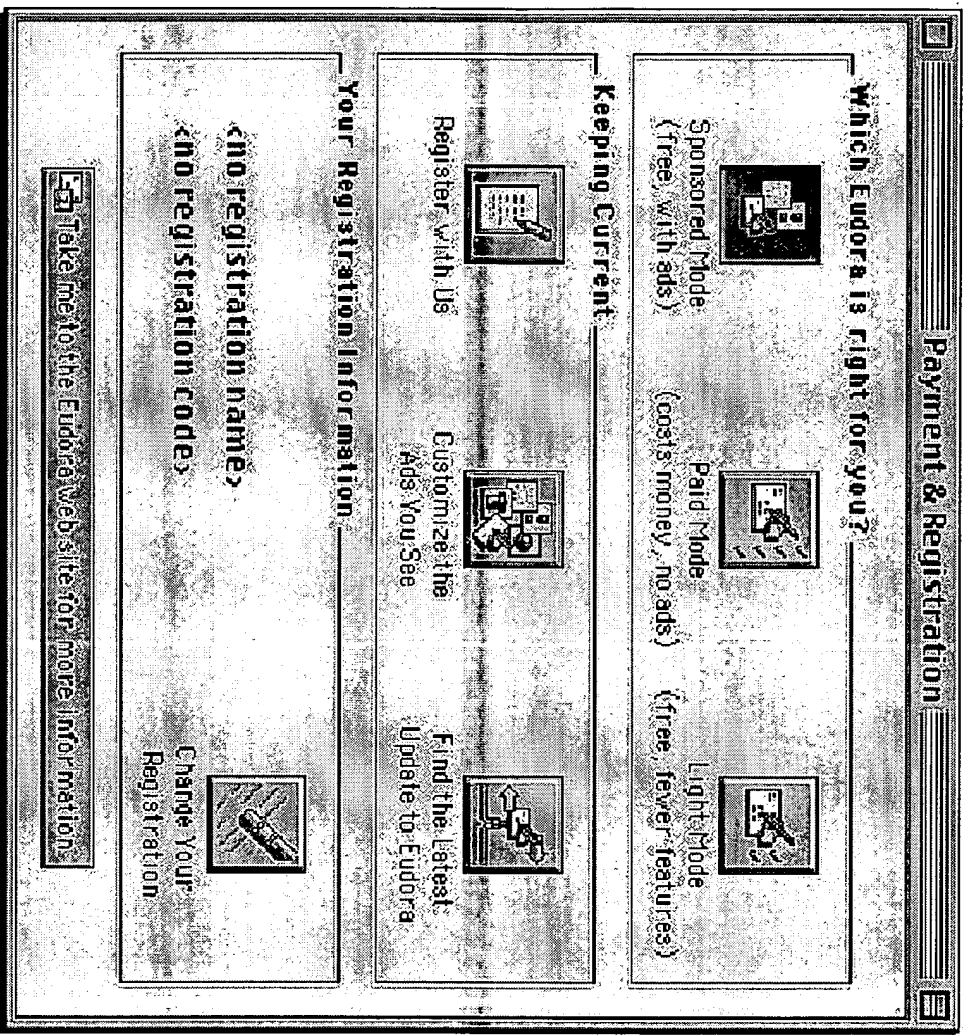 Payment & Registration
Which Eudora is right for you?
Sponsored Mode
(free, with ads)
Paid Mode
(costs money, no ads)
Light Mode
(free, fewer features)
Keeping Current
Register with Us
Customize the
Ads You See
Find the Latest
Update to Eudora
Your Registration Information
<no registration name>
<no registration code>
Change Your
Registration
Take me to the Eudora web site for more information